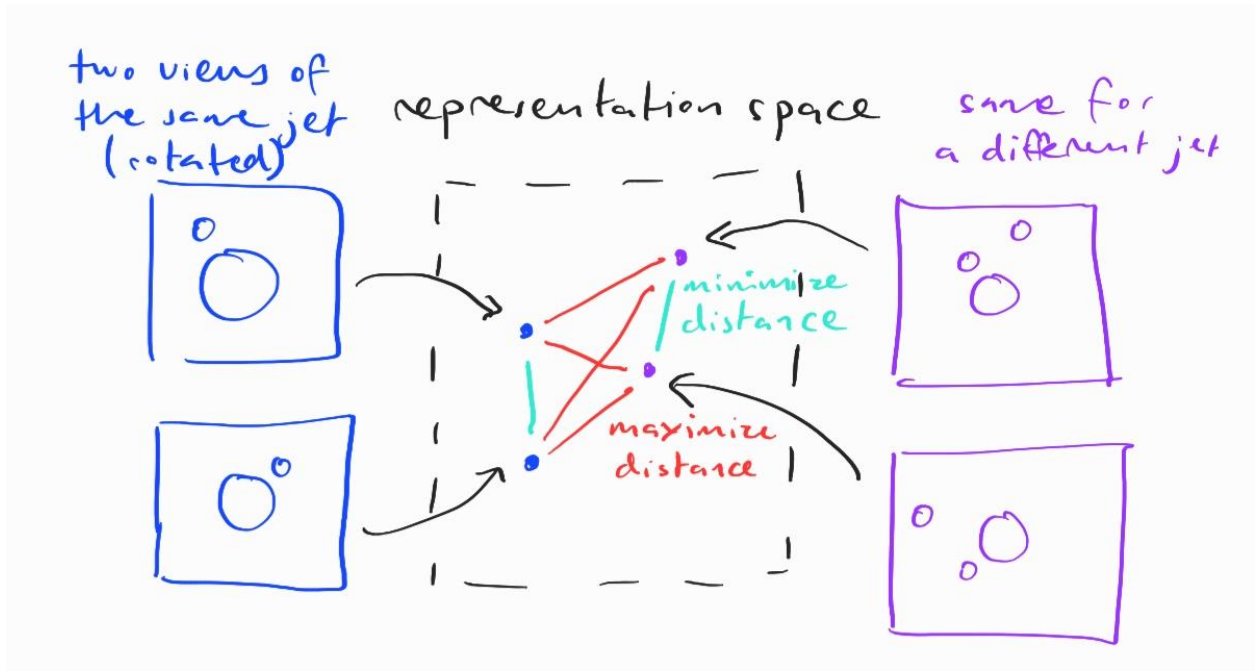 two views of
the same jet
(rotated)
representation space
same for
a different jet
minimize
distance
maximize
distance